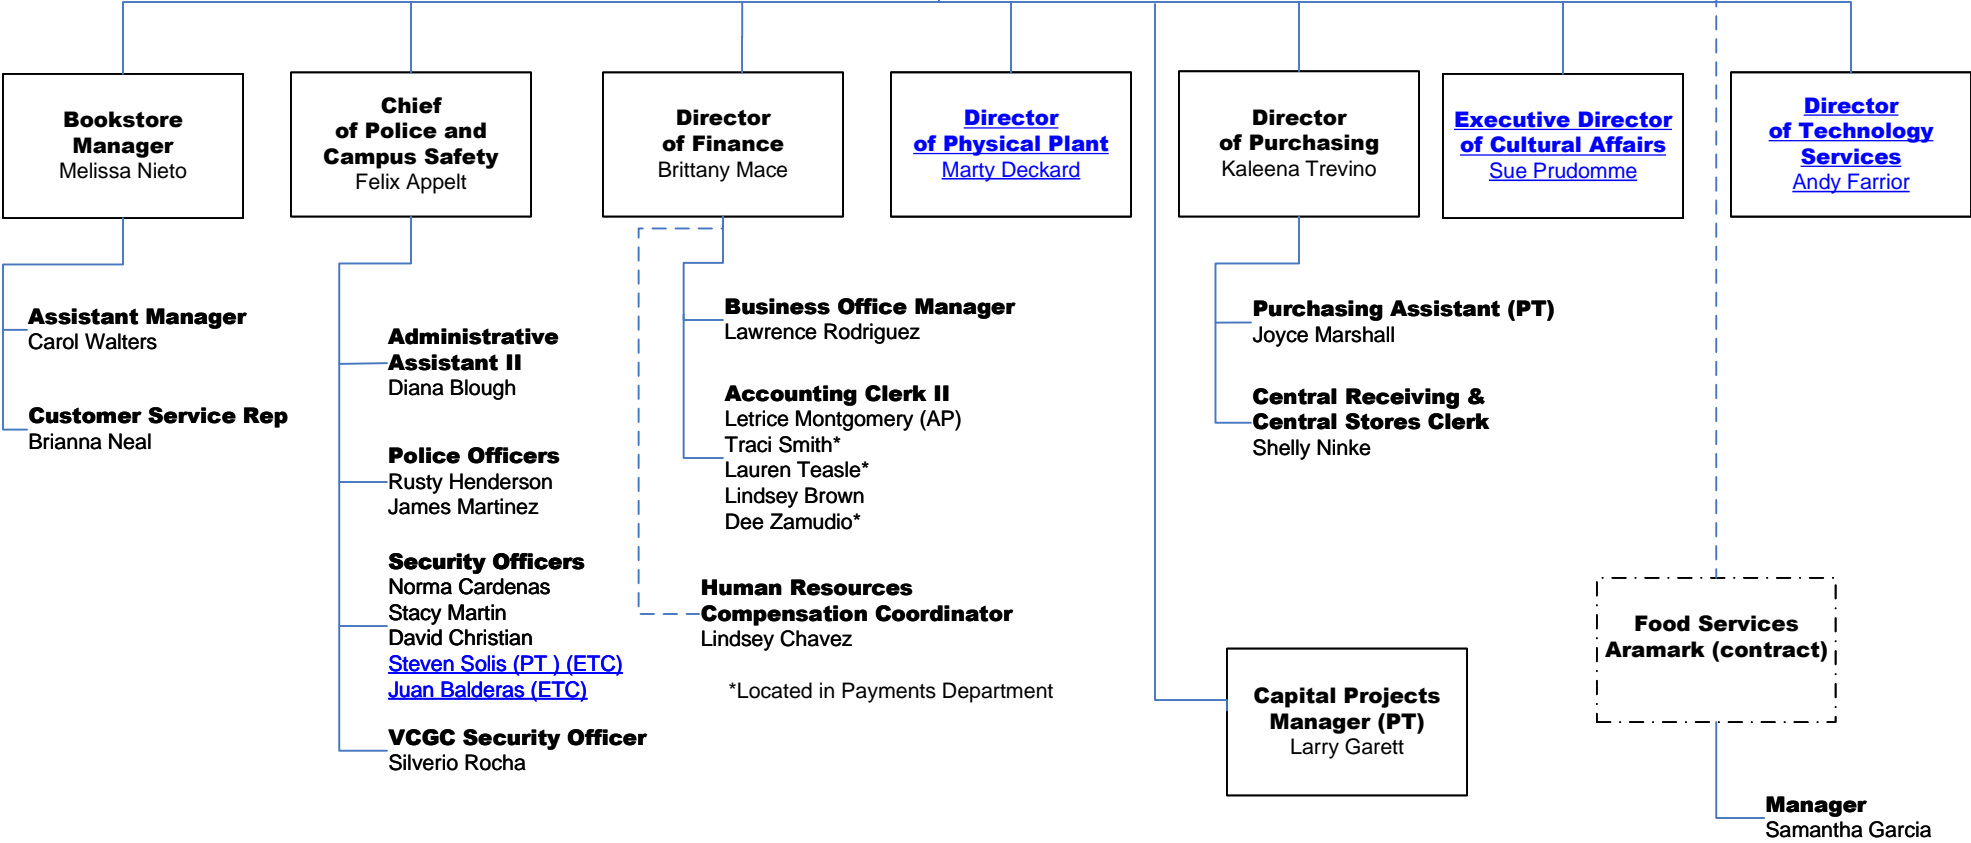 Bookstore
Manager
Melissa Nieto
Chief
of Police and
Campus Safety
Felix Appelt
Director
of Finance
Brittany Mace
Director
of Physical Plant
Marty Deckard
Director
of Purchasing
Kaleena Trevino
Executive Director
of Cultural Affairs
Sue Prudomme
Director
of Technology
Services
Andy Farrior
Assistant Manager
Carol Walters
Customer Service Rep
Brianna Neal
Administrative
Assistant II
Diana Blough
Police Officers
Rusty Henderson
James Martinez
Security Officers
Norma Cardenas
Stacy Martin
David Christian
Steven Solis (PT ) (ETC)
Juan Balderas (ETC)
VCGC Security Officer
Silverio Rocha
Business Office Manager
Lawrence Rodriguez
Accounting Clerk II
Letrice Montgomery (AP)
Traci Smith*
Lauren Teasle*
Lindsey Brown
Dee Zamudio*
Human Resources
Compensation Coordinator
Lindsey Chavez
*Located in Payments Department
Purchasing Assistant (PT)
Joyce Marshall
Central Receiving &
Central Stores Clerk
Shelly Ninke
Capital Projects
Manager (PT)
Larry Garett
Food Services
Aramark (contract)
Manager
Samantha Garcia